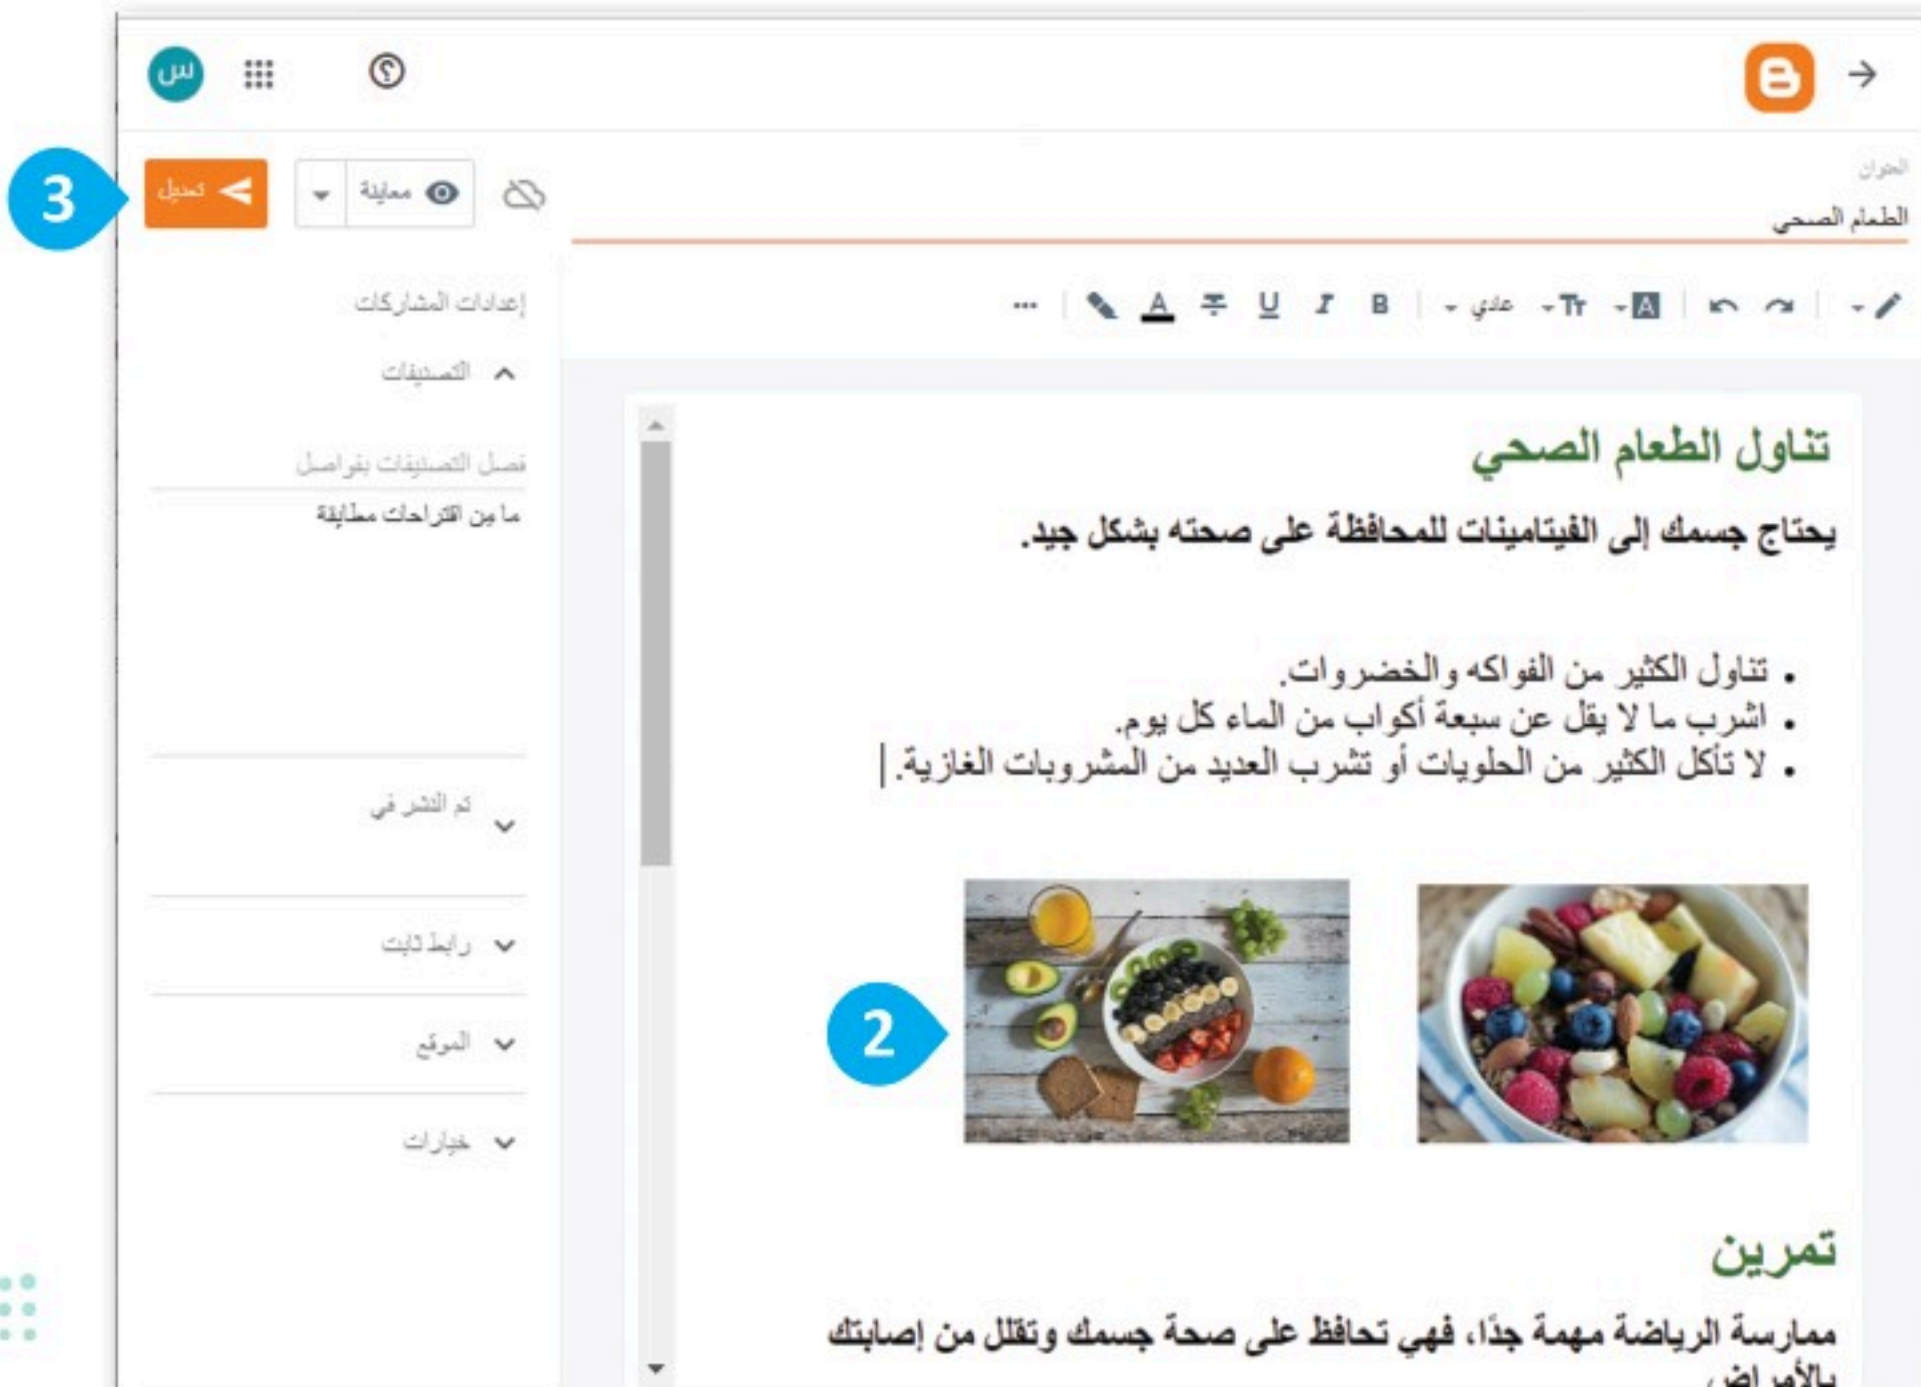 س
العنوان
الطعام الصحي
معاينة
تعديل
3
عادي
إعدادات المشاركات
التصنيفات
فصل التصنيفات بفواصل
ما من اقتراحات مطابقة
تم النشر في
رابط ثابت
الموقع
خيارات
تناول الطعام الصحي
يحتاج جسمك إلى الفيتامينات للمحافظة على صحته بشكل جيد.
• تناول الكثير من الفواكه والخضروات.
• اشرب ما لا يقل عن سبعة أكواب من الماء كل يوم.
• لا تأكل الكثير من الحلويات أو تشرب العديد من المشروبات الغازية.
2
تمرين
ممارسة الرياضة مهمة جدًا، فهي تحافظ على صحة جسمك وتقلل من إصابتك
بالأمراض